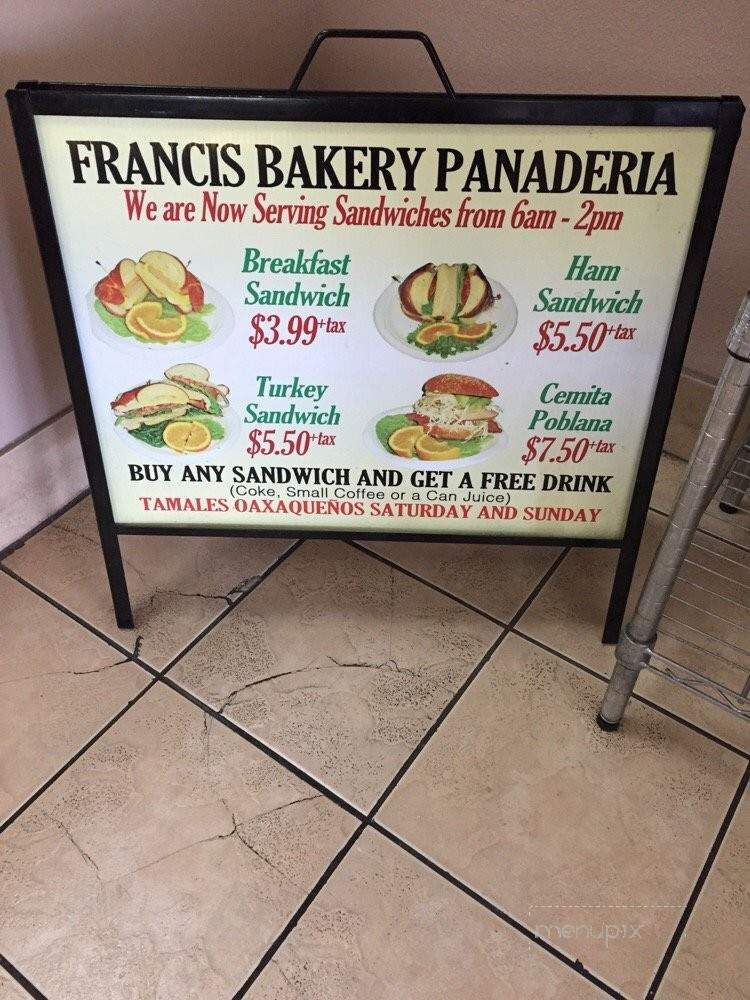 FRANCIS BAKERY PANADERIA
We are Now Serving Sandwiches from 6am - 2pm
Breakfast
Sandwich
$3.99+tax
Ham
Sandwich
$5.50+tax
Turkey
Sandwich
$5.50+tax
Cemita
Poblana
$7.50+tax
BUY ANY SANDWICH AND GET A FREE DRINK
(Coke, Small Coffee or a Can Juice)
TAMALES OAXAQUEÑOS SATURDAY AND SUNDAY
menupix